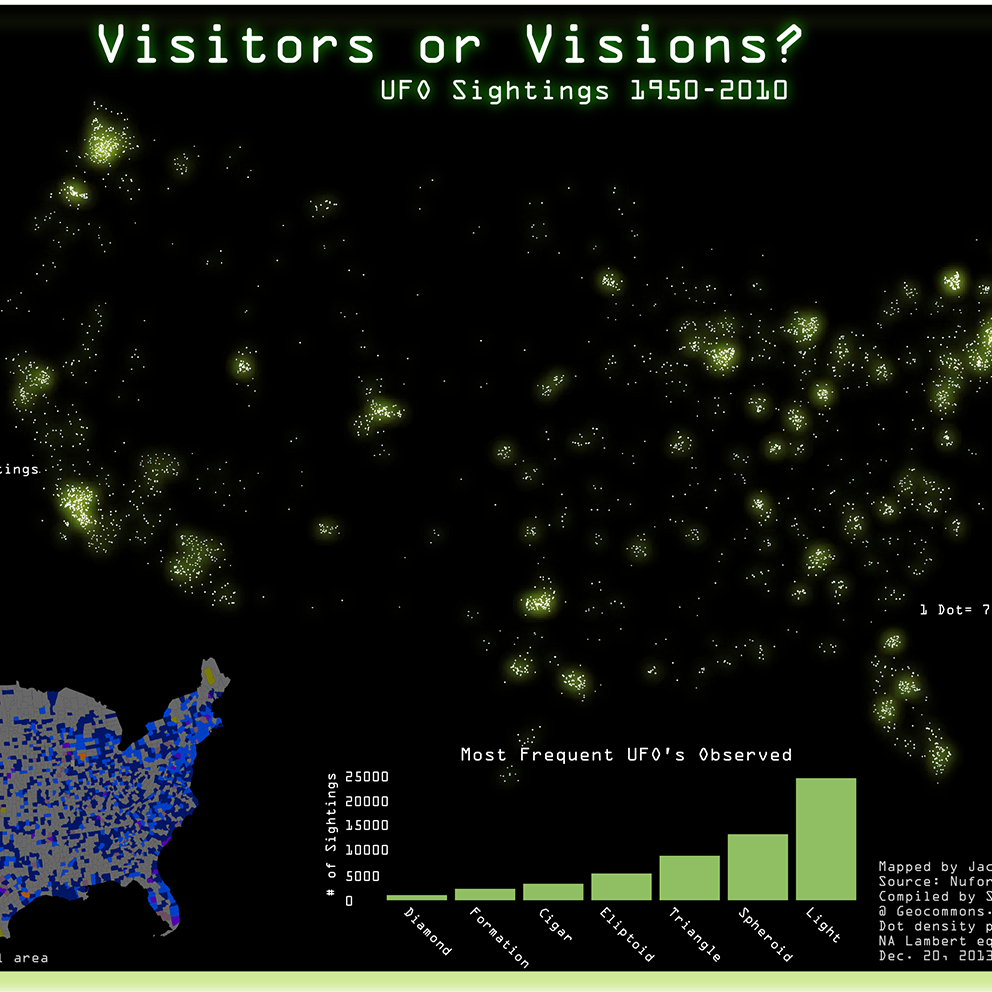 Visitors or Visions?
UFO Sightings 1950-2010
1 Dot= 7
Most Frequent UFO's Observed
# of Sightings
25000
20000
15000
10000
5000
0
Diamond
Formation
Cigar
Eliptoid
Triangle
Spheroid
Light
Mapped by Jac
Source: Nufor
Compiled by S
@ Geocommons.
Dot density p
NA Lambert eq
Dec. 20, 2013
area